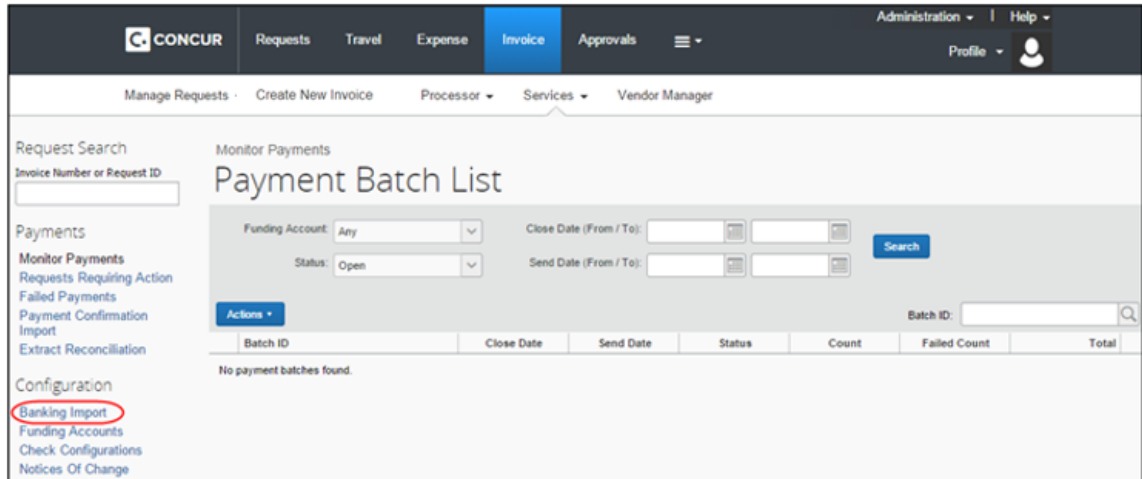 Administration | Help
C. CONCUR Requests Travel Expense Invoice Approvals
Profile
Manage Requests Create New Invoice Processor Services Vendor Manager
Request Search
Invoice Number or Request ID
Payments
Monitor Payments
Requests Requiring Action
Failed Payments
Payment Confirmation
Import
Extract Reconciliation
Configuration
Banking Import
Funding Accounts
Check Configurations
Notices Of Change
Monitor Payments
Payment Batch List
Funding Account: Any Close Date (From / To):
Search
Status: Open Send Date (From / To):
Actions Batch ID:
Batch ID Close Date Send Date Status Count Failed Count Total
No payment batches found.